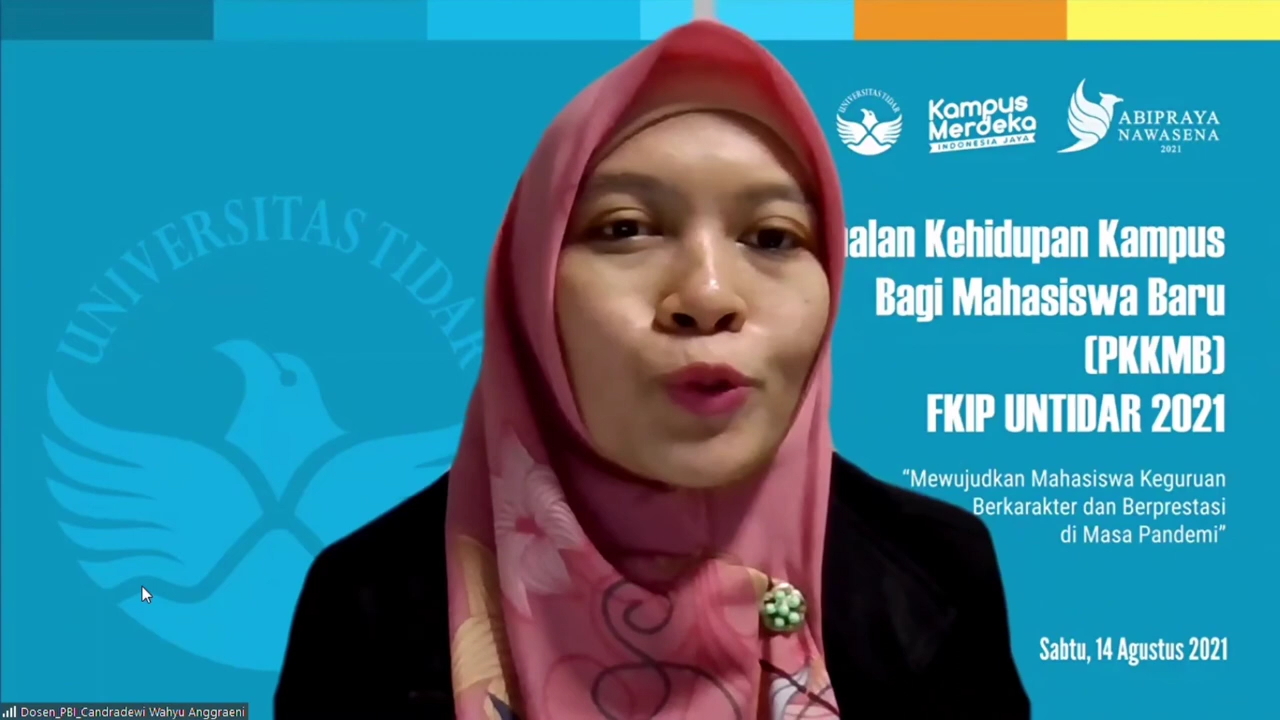 UNIVERSITAS TIDAR
Kampus
Merdeka
INDONESIA JAYA
ABIPRAYA
NAWASENA
2021
UNIVERSITAS TIDAR
alan Kehidupan Kampus
Bagi Mahasiswa Baru
(PKKMB)
FKIP UNTIDAR 2021
“Mewujudkan Mahasiswa Keguruan
Berkarakter dan Berprestasi
di Masa Pandemi”
Sabtu, 14 Agustus 2021
Dosen_PBI_Candradewi Wahyu Anggraeni